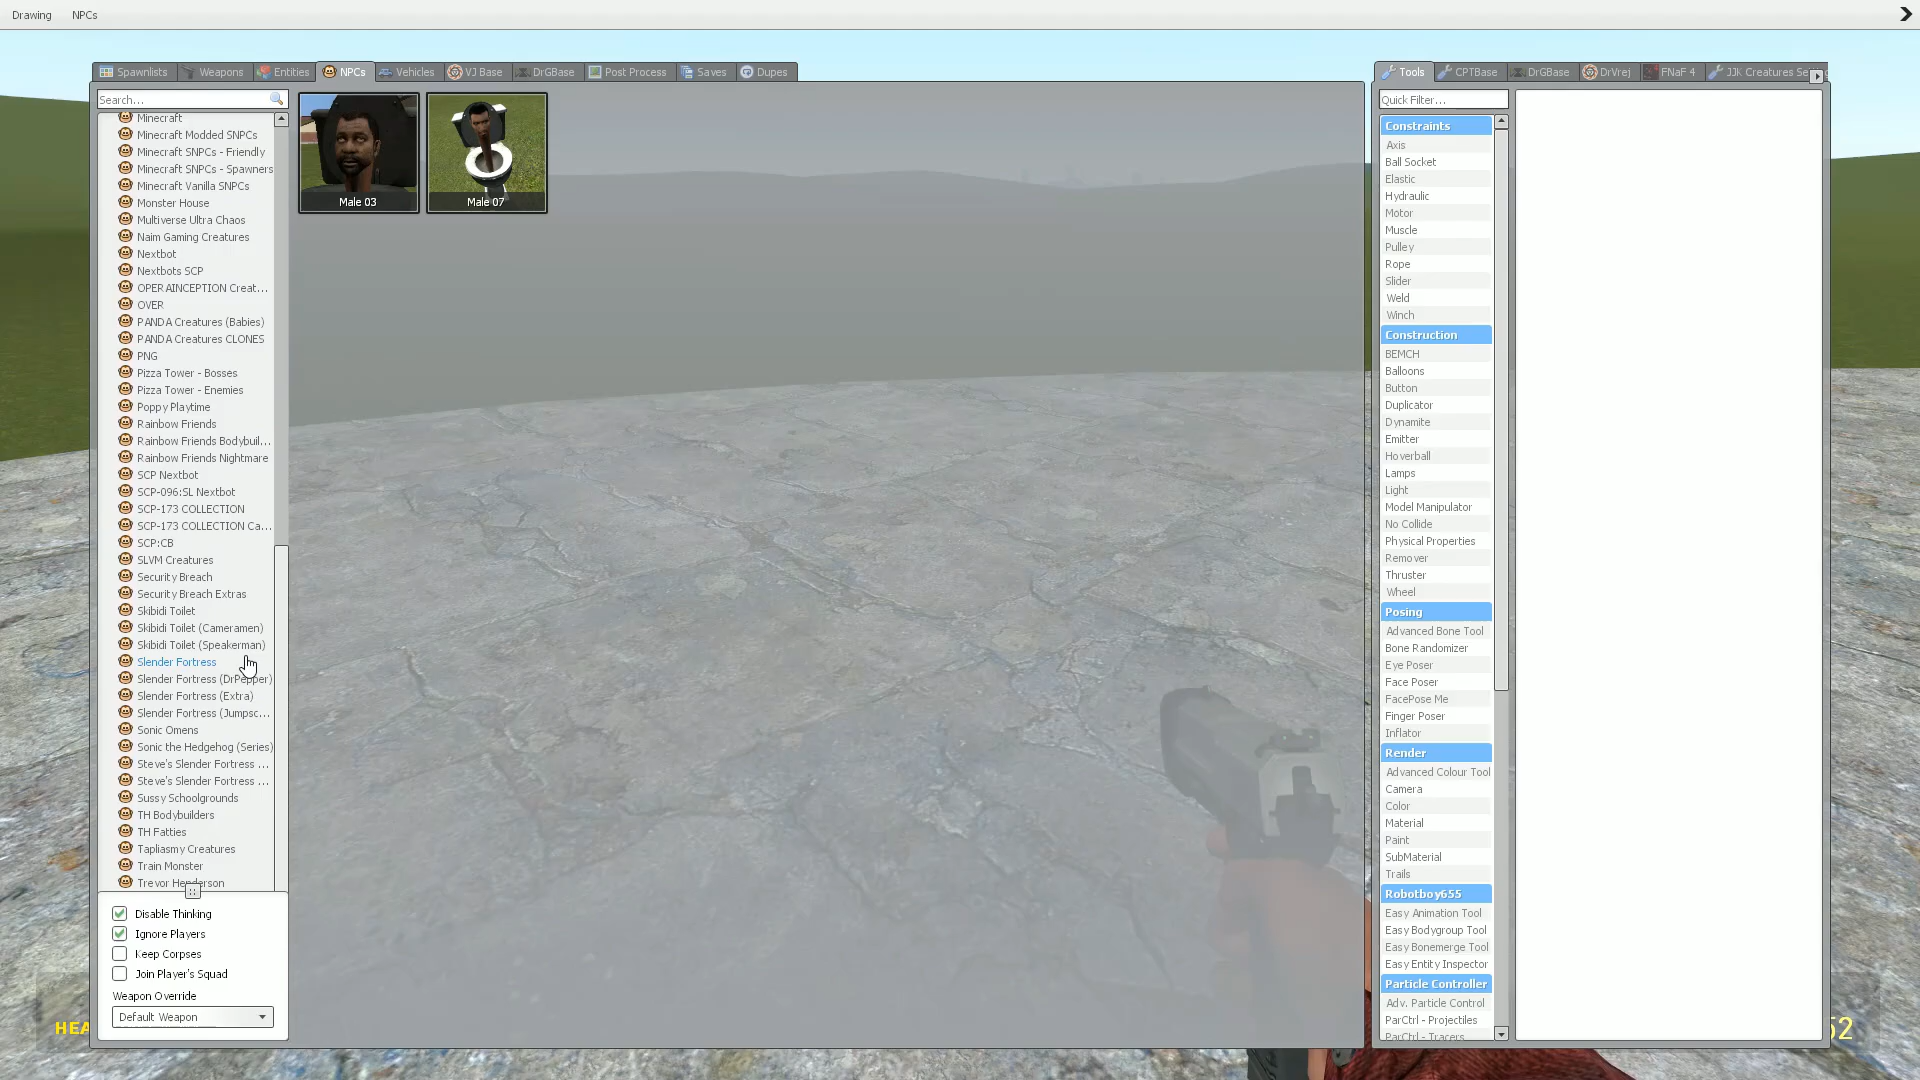 Drawing NPCs
Spawnlists Weapons Entities NPCs Vehicles VJ Base DrGBase Post Process Saves Dupes
Tools CPTBase DrGBase DrVrej FNaF 4 JJK Creatures Se
Search...
Minecraft
Minecraft Modded SNPCs
Minecraft SNPCs - Friendly
Minecraft SNPCs - Spawners
Minecraft Vanilla SNPCs
Monster House
Multiverse Ultra Chaos
Naim Gaming Creatures
Nextbot
Nextbots SCP
OPERAINCEPTION Creat...
OVER
PANDA Creatures (Babies)
PANDA Creatures CLONES
PNG
Pizza Tower - Bosses
Pizza Tower - Enemies
Poppy Playtime
Rainbow Friends
Rainbow Friends Bodybuil...
Rainbow Friends Nightmare
SCP Nextbot
SCP-096:SL Nextbot
SCP-173 COLLECTION
SCP-173 COLLECTION Ca...
SCP:CB
SLVM Creatures
Security Breach
Security Breach Extras
Skibidi Toilet
Skibidi Toilet (Cameramen)
Skibidi Toilet (Speakerman)
Slender Fortress
Slender Fortress (DrPepper)
Slender Fortress (Extra)
Slender Fortress (Jumpsc...
Sonic Omens
Sonic the Hedgehog (Series)
Steve's Slender Fortress ...
Steve's Slender Fortress ...
Sussy Schoolgrounds
TH Bodybuilders
TH Fatties
Tapliasmy Creatures
Train Monster
Trevor Henderson
Disable Thinking
Ignore Players
Keep Corpses
Join Player's Squad
Weapon Override
Default Weapon
Male 03
Male 07
Quick Filter...
Constraints
Axis
Ball Socket
Elastic
Hydraulic
Motor
Muscle
Pulley
Rope
Slider
Weld
Winch
Construction
BEMCH
Balloons
Button
Duplicator
Dynamite
Emitter
Hoverball
Lamps
Light
Model Manipulator
No Collide
Physical Properties
Remover
Thruster
Wheel
Posing
Advanced Bone Tool
Bone Randomizer
Eye Poser
Face Poser
FacePose Me
Finger Poser
Inflator
Render
Advanced Colour Tool
Camera
Color
Material
Paint
SubMaterial
Trails
Robotboy655
Easy Animation Tool
Easy Bodygroup Tool
Easy Bonemerge Tool
Easy Entity Inspector
Particle Controller
Adv. Particle Control
ParCtrl - Projectiles
ParCtrl - Tracers
HEA
52